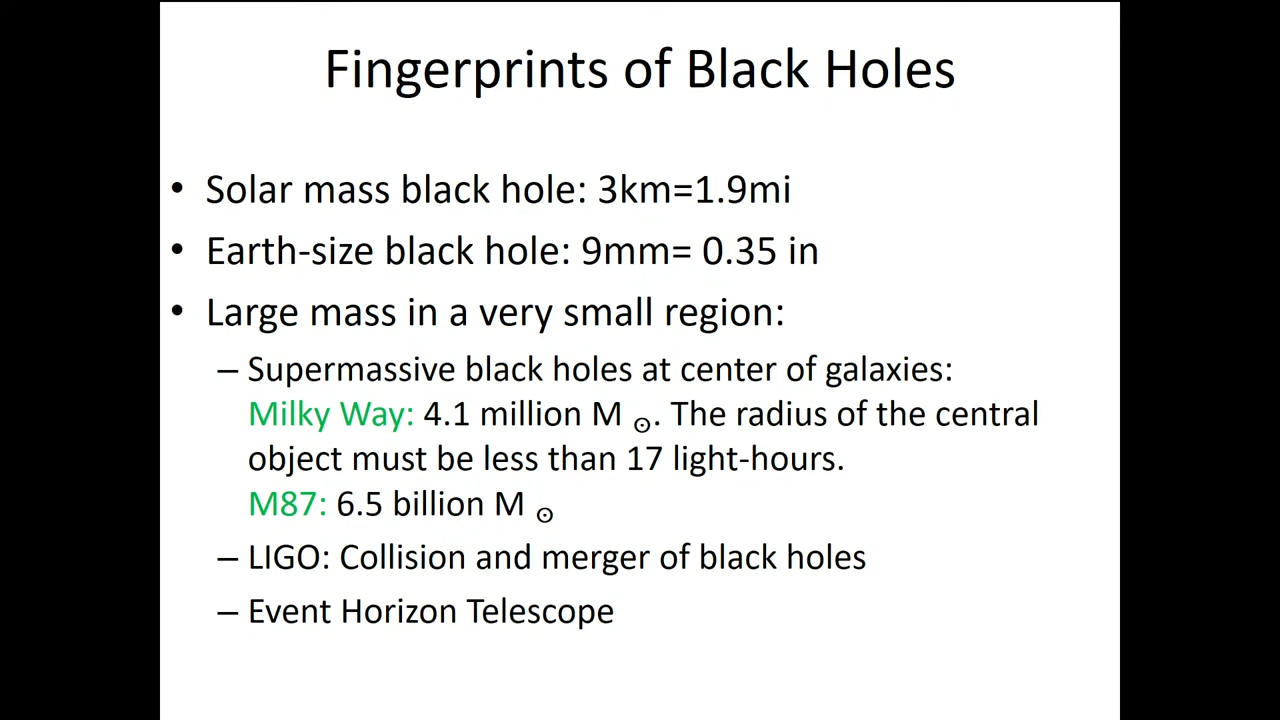 Fingerprints of Black Holes
• Solar mass black hole: 3km=1.9mi
• Earth-size black hole: 9mm= 0.35 in
• Large mass in a very small region:
– Supermassive black holes at center of galaxies:
Milky Way: 4.1 million M ⊙. The radius of the central
object must be less than 17 light-hours.
M87: 6.5 billion M ⊙
– LIGO: Collision and merger of black holes
– Event Horizon Telescope